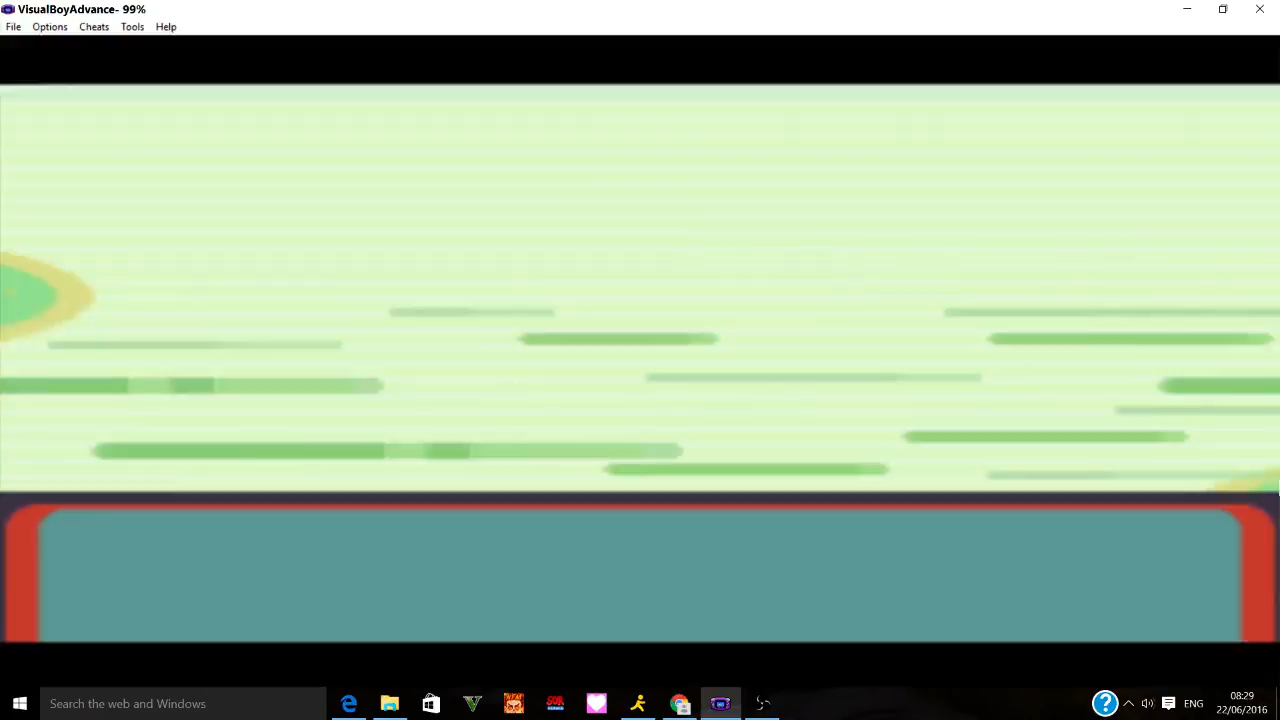 VisualBoyAdvance- 99%
File Options Cheats Tools Help
Search the web and Windows
ENG
08:29
22/06/2016